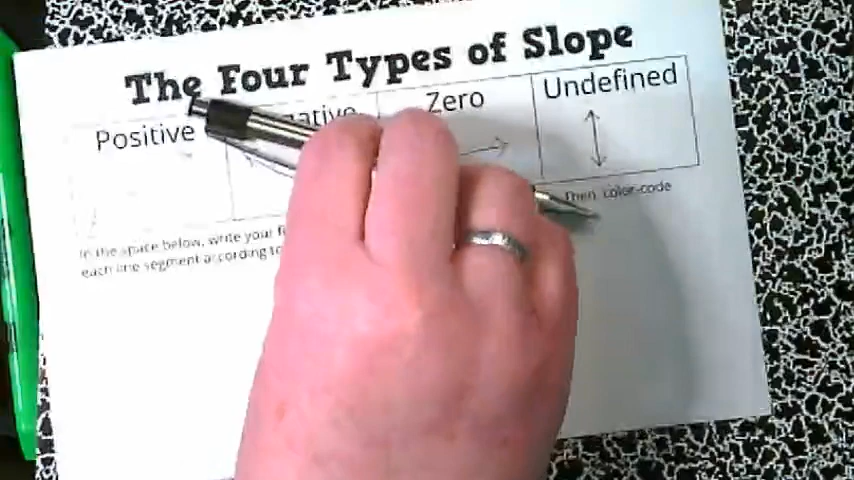 The Four Types of Slope
Positive
Zero
Undefined
Then color-code
In the space below, write your
each line segment according to